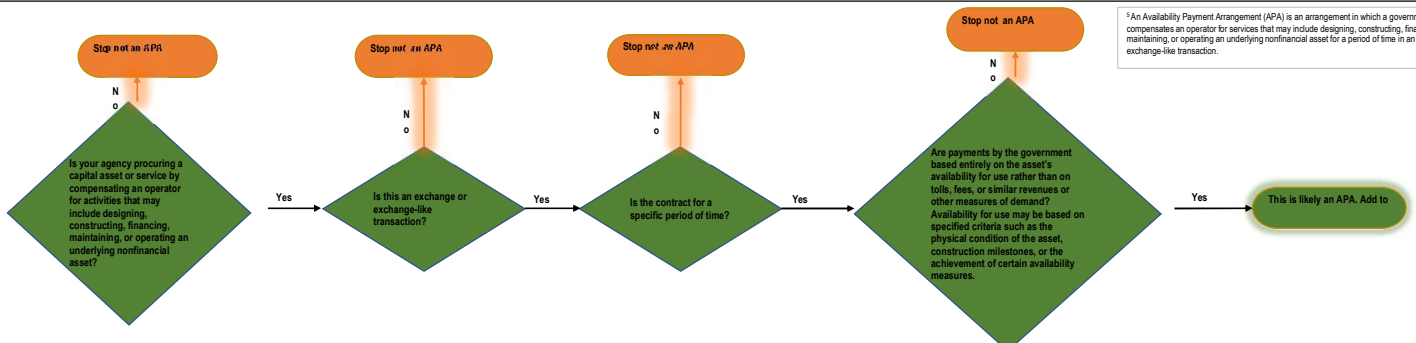 Stop not an APA
Stop not an APA
Stop not an APA
Stop not an APA
⁵An Availability Payment Arrangement (APA) is an arrangement in which a govern
compensates an operator for services that may include designing, constructing, fina
maintaining, or operating an underlying nonfinancial asset for a period of time in an
exchange-like transaction.
N
o
N
o
N
o
N
o
Is your agency procuring a
capital asset or service by
compensating an operator
for activities that may
include designing,
constructing, financing,
maintaining, or operating an
underlying nonfinancial
asset?
Yes
Is this an exchange or
exchange-like
transaction?
Yes
Is the contract for a
specific period of time?
Yes
Are payments by the government
based entirely on the asset's
availability for use rather than on
tolls, fees, or similar revenues or
other measures of demand?
Availability for use may be based on
specified criteria such as the
physical condition of the asset,
construction milestones, or the
achievement of certain availability
measures.
Yes
This is likely an APA. Add to